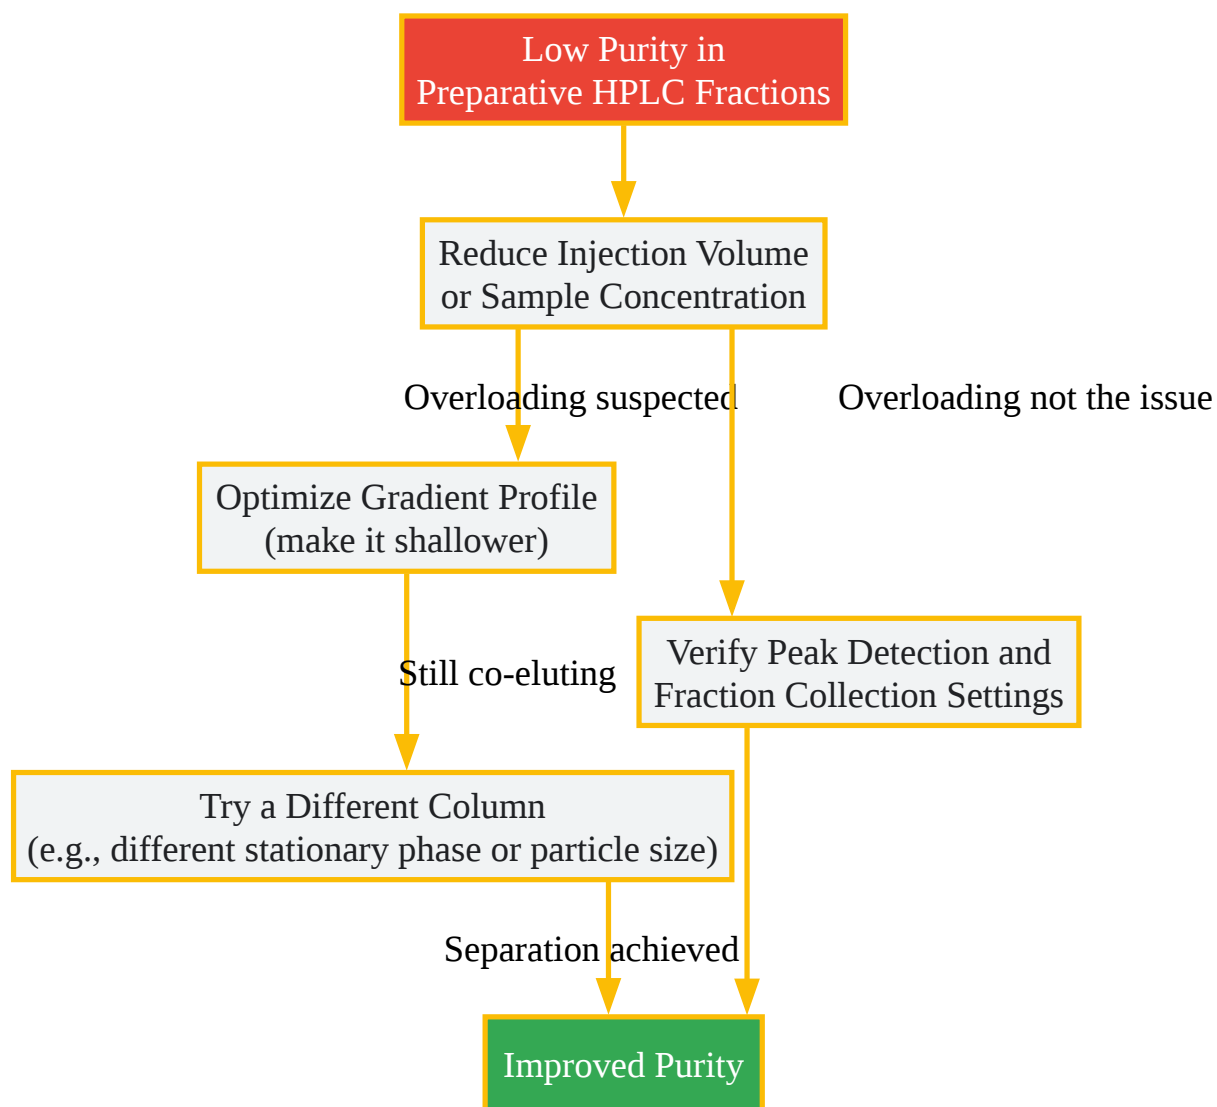 Low Purity in
Preparative HPLC Fractions
Reduce Injection Volume
or Sample Concentration
Overloading suspected
Overloading not the issue
Optimize Gradient Profile
(make it shallower)
Verify Peak Detection and
Fraction Collection Settings
Still co-eluting
Try a Different Column
(e.g., different stationary phase or particle size)
Separation achieved
Improved Purity